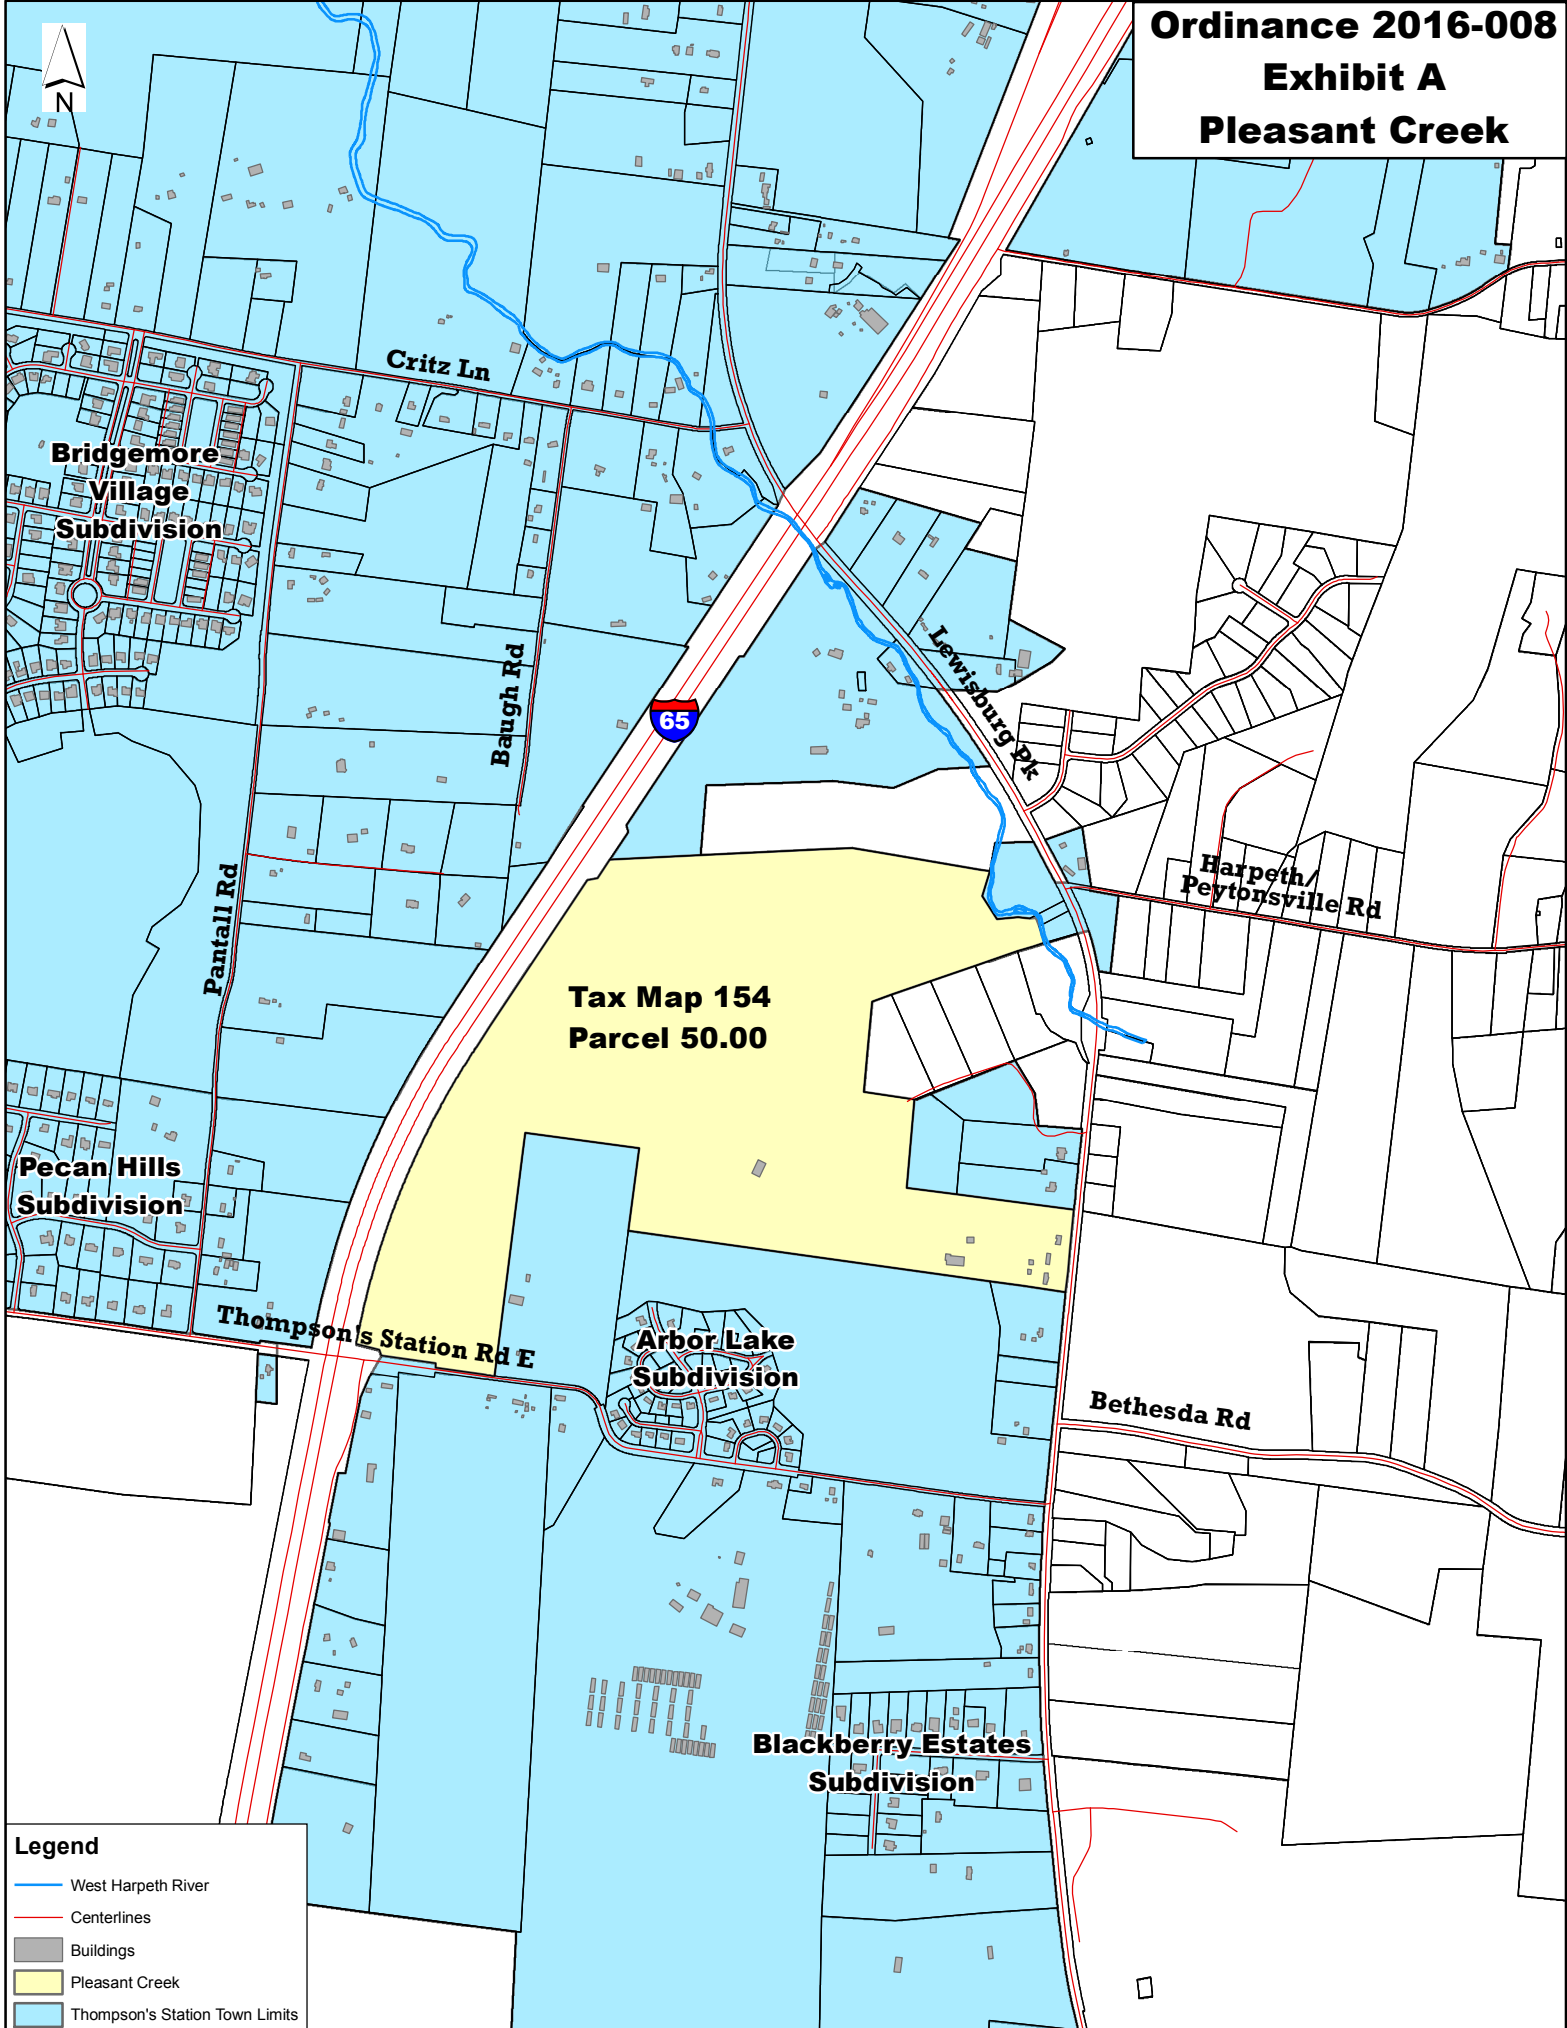 Ordinance 2016-008
Exhibit A
Pleasant Creek
N
Critz Ln
Bridgemore
Village
Subdivision
Baugh Rd
65
Lewisburg Pk
Harpeth/
Peytonsville Rd
Pantall Rd
Tax Map 154
Parcel 50.00
Pecan Hills
Subdivision
Thompson's Station Rd E
Arbor Lake
Subdivision
Bethesda Rd
Blackberry Estates
Subdivision
Legend
West Harpeth River
Centerlines
Buildings
Pleasant Creek
Thompson's Station Town Limits